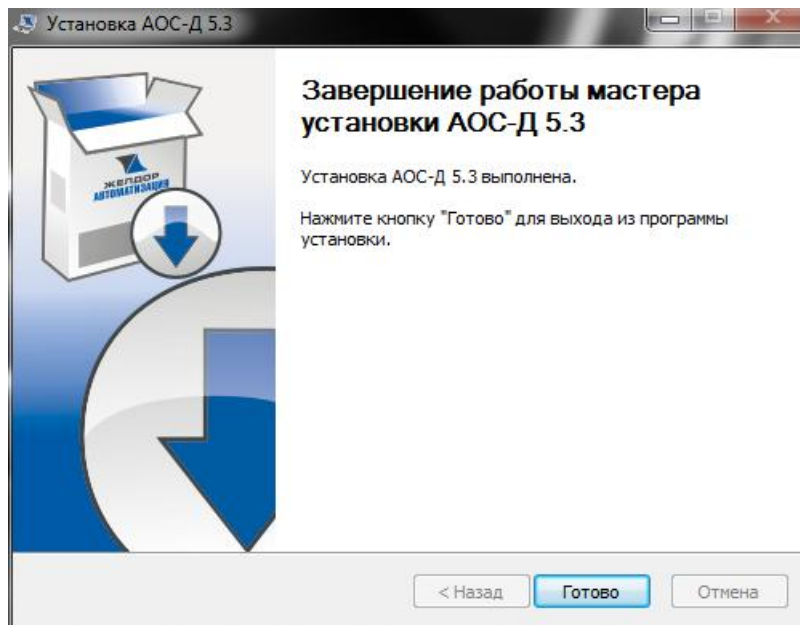 Установка АОС-Д 5.3
Завершение работы мастера
установки АОС-Д 5.3
Установка АОС-Д 5.3 выполнена.
Нажмите кнопку "Готово" для выхода из программы
установки.
ЖЕЛДОР
АВТОМАТИЗАЦИЯ
< Назад
Готово
Отмена